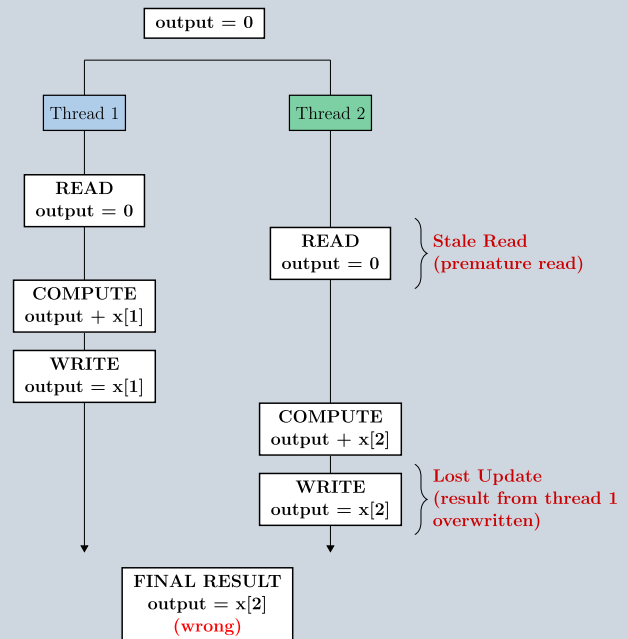 output = 0
Thread 1
Thread 2
READ
output = 0
READ
output = 0
Stale Read
(premature read)
COMPUTE
output + x[1]
WRITE
output = x[1]
COMPUTE
output + x[2]
WRITE
output = x[2]
Lost Update
(result from thread 1
overwritten)
FINAL RESULT
output = x[2]
(wrong)